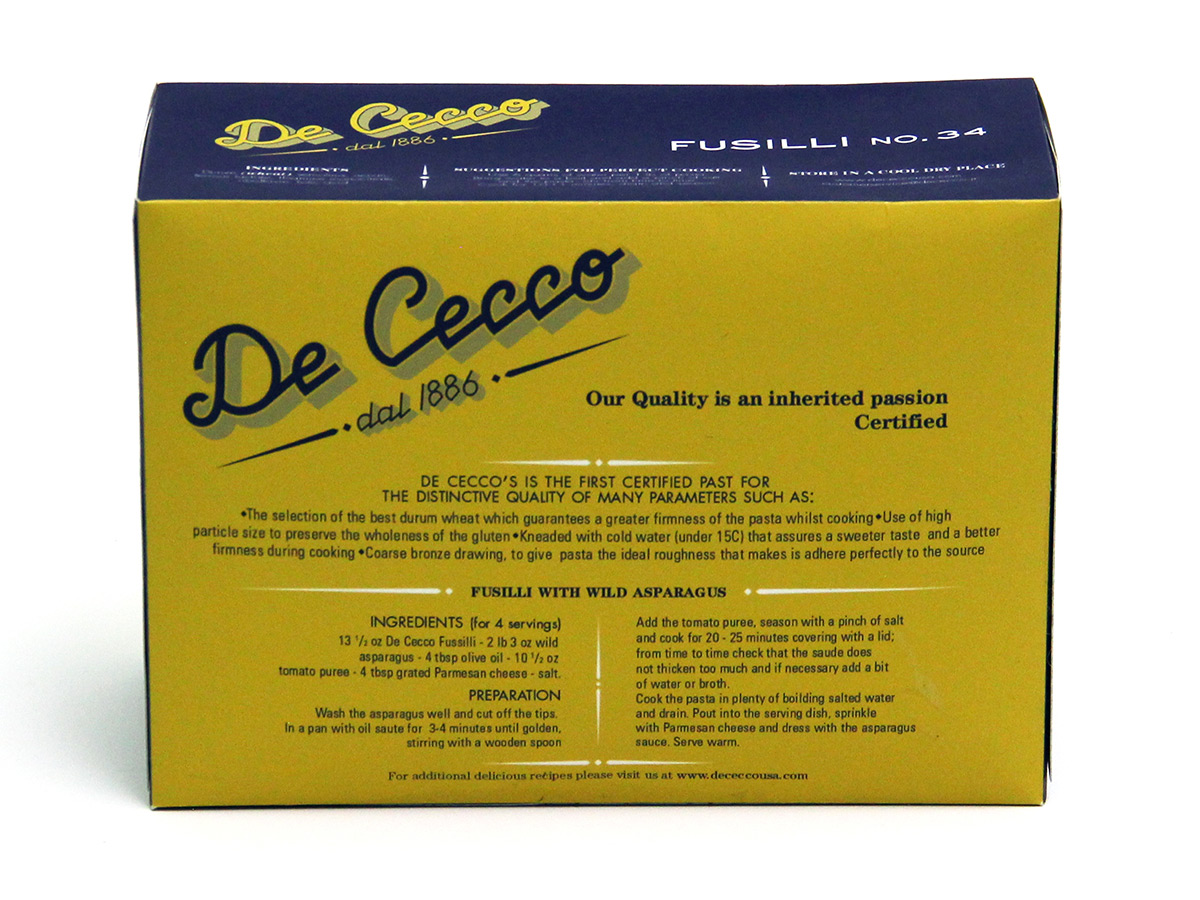 De Cecco
dal 1886
FUSILLI NO. 34
INGREDIENTS
SUGGESTIONS FOR PERFECT COOKING
STORE IN A COOL DRY PLACE
De Cecco
dal 1886
Our Quality is an inherited passion
Certified
DE CECCO'S IS THE FIRST CERTIFIED PAST FOR
THE DISTINCTIVE QUALITY OF MANY PARAMETERS SUCH AS:
◆The selection of the best durum wheat which guarantees a greater firmness of the pasta whilst cooking◆Use of high
particle size to preserve the wholeness of the gluten◆Kneaded with cold water (under 15C) that assures a sweeter taste and a better
firmness during cooking ◆Coarse bronze drawing, to give pasta the ideal roughness that makes is adhere perfectly to the source
FUSILLI WITH WILD ASPARAGUS
INGREDIENTS (for 4 servings)
13 1/2 oz De Cecco Fussilli - 2 lb 3 oz wild
asparagus - 4 tbsp olive oil - 10 1/2 oz
tomato puree - 4 tbsp grated Parmesan cheese - salt.
PREPARATION
Wash the asparagus well and cut off the tips.
In a pan with oil saute for 3-4 minutes until golden,
stirring with a wooden spoon
Add the tomato puree, season with a pinch of salt
and cook for 20 - 25 minutes covering with a lid;
from time to time check that the saude does
not thicken too much and if necessary add a bit
of water or broth.
Cook the pasta in plenty of boilding salted water
and drain. Pout into the serving dish, sprinkle
with Parmesan cheese and dress with the asparagus
sauce. Serve warm.
For additional delicious recipes please visit us at www.dececcousa.com